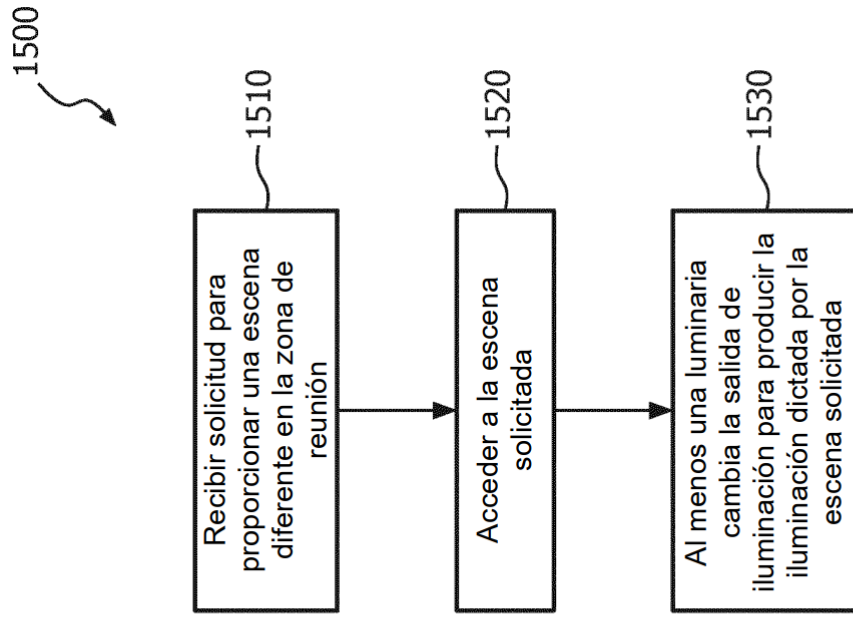 1500
Recibir solicitud para
proporcionar una escena
diferente en la zona de
reunión
1510
Acceder a la escena
solicitada
1520
Al menos una luminaria
cambia la salida de
iluminación para producir la
iluminación dictada por la
escena solicitada
1530